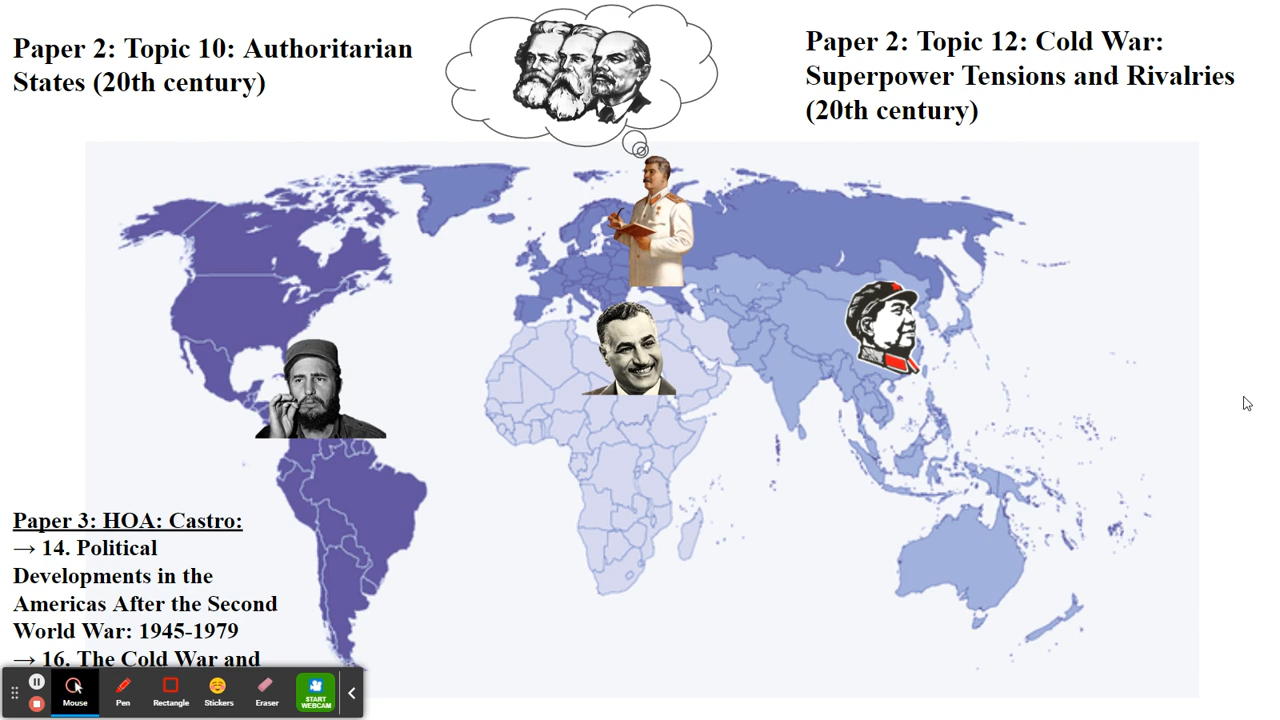 Paper 2: Topic 10: Authoritarian
States (20th century)
Paper 2: Topic 12: Cold War:
Superpower Tensions and Rivalries
(20th century)
Paper 3: HOA: Castro:
→ 14. Political
Developments in the
Americas After the Second
World War: 1945-1979
→ 16. The Cold War and
Mouse
Pen
Rectangle
Stickers
Eraser
START
WEBCAM